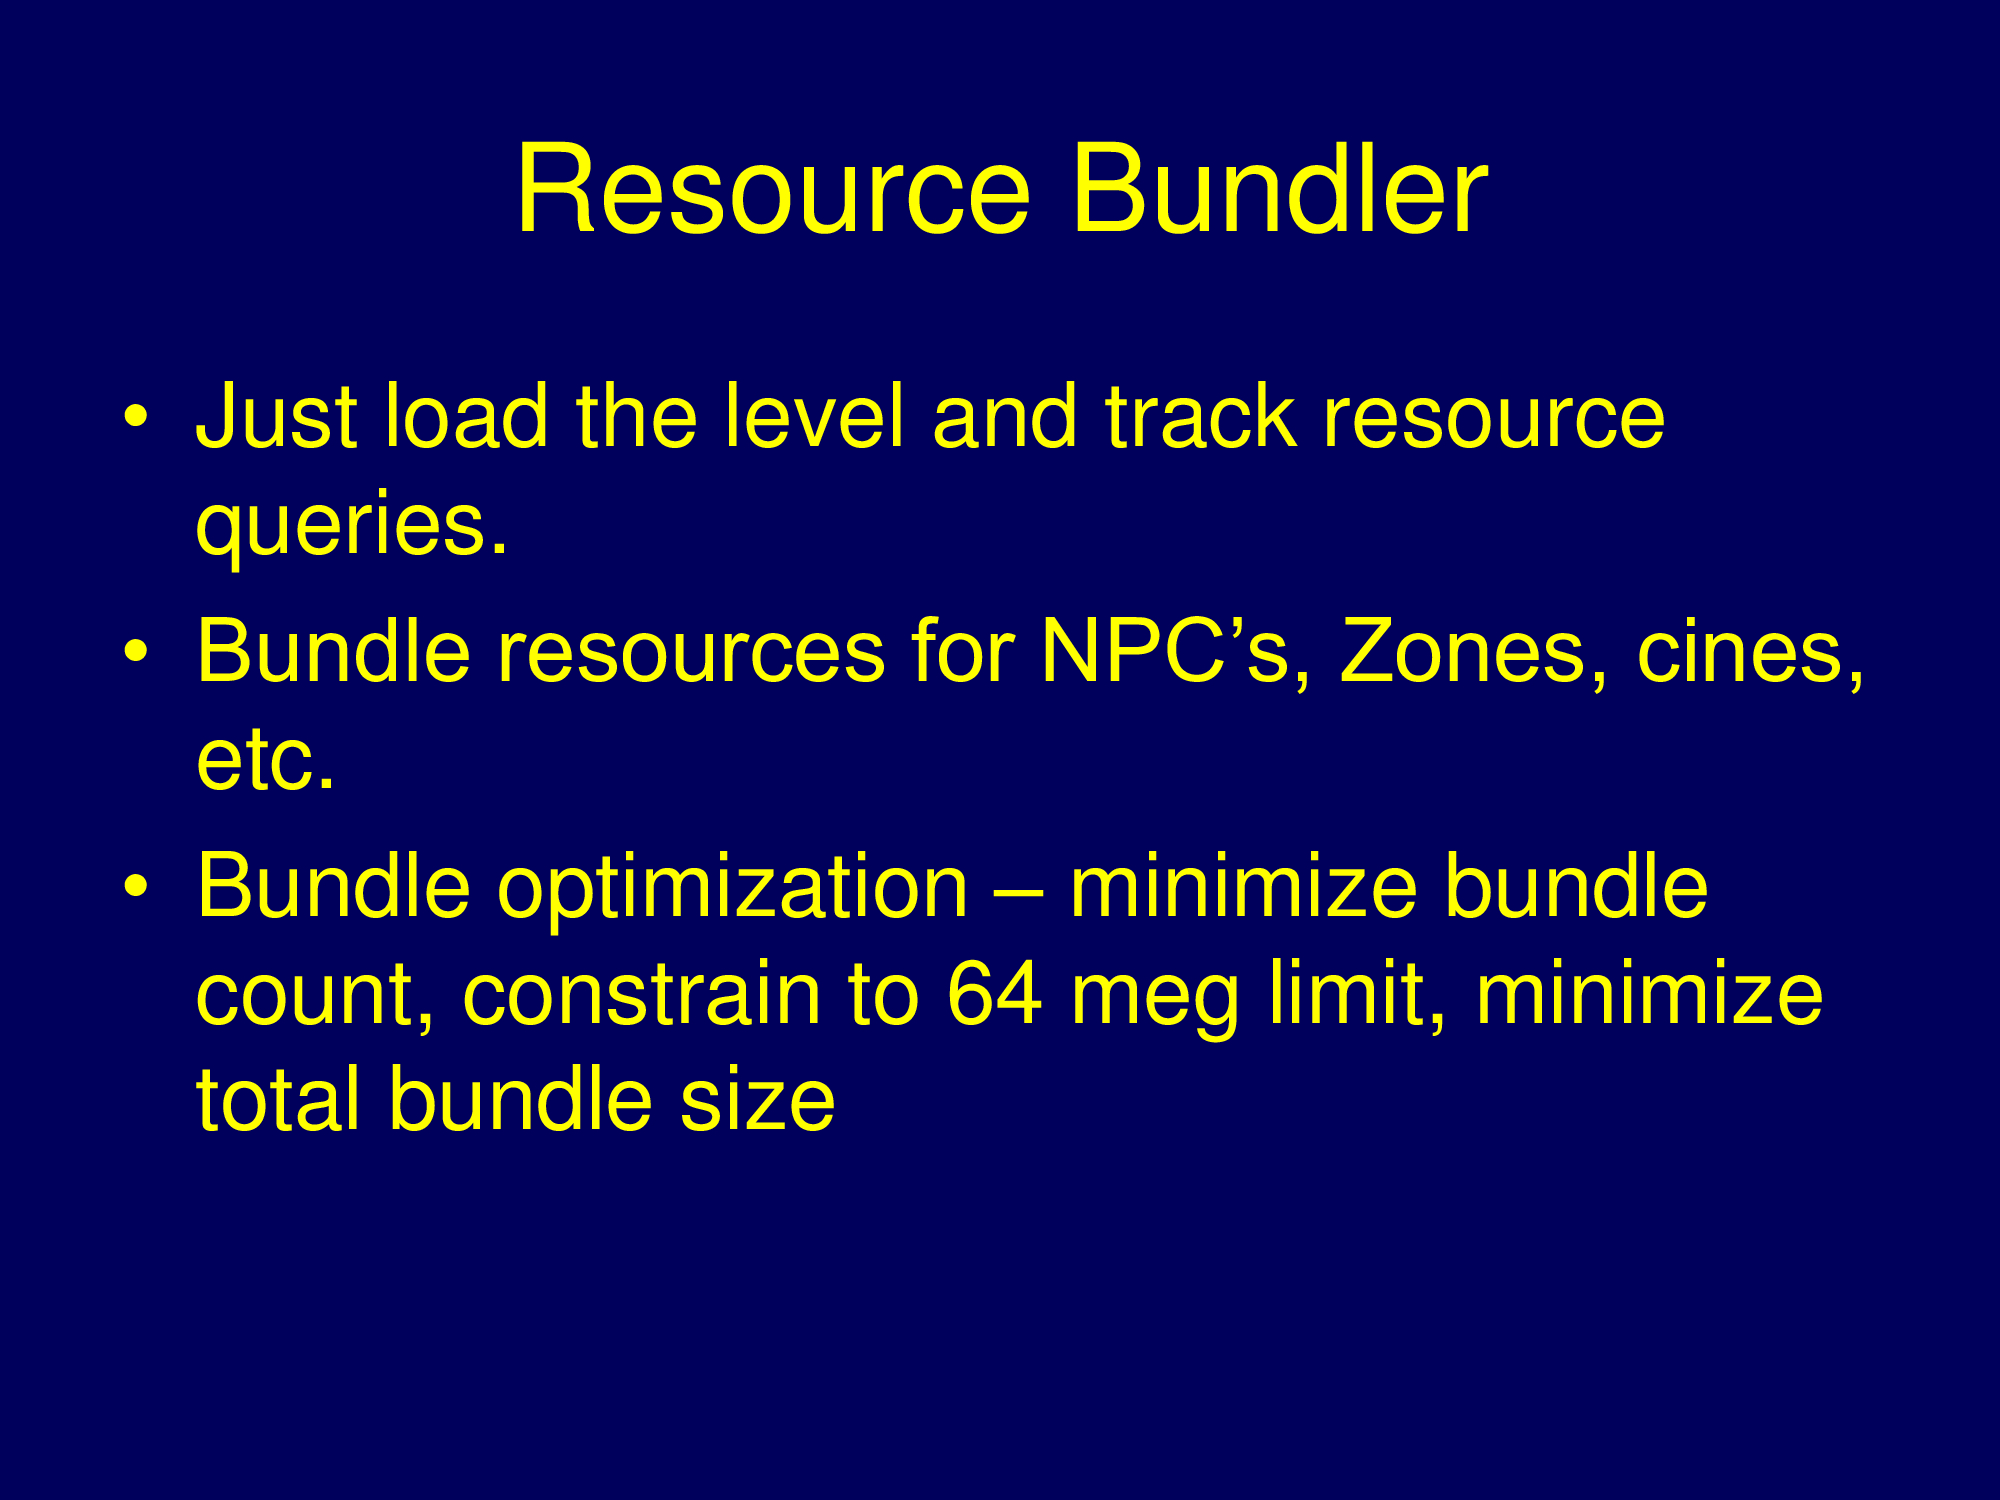 Resource Bundler
• Just load the level and track resource
queries.
• Bundle resources for NPC’s, Zones, cines,
etc.
• Bundle optimization – minimize bundle
count, constrain to 64 meg limit, minimize
total bundle size